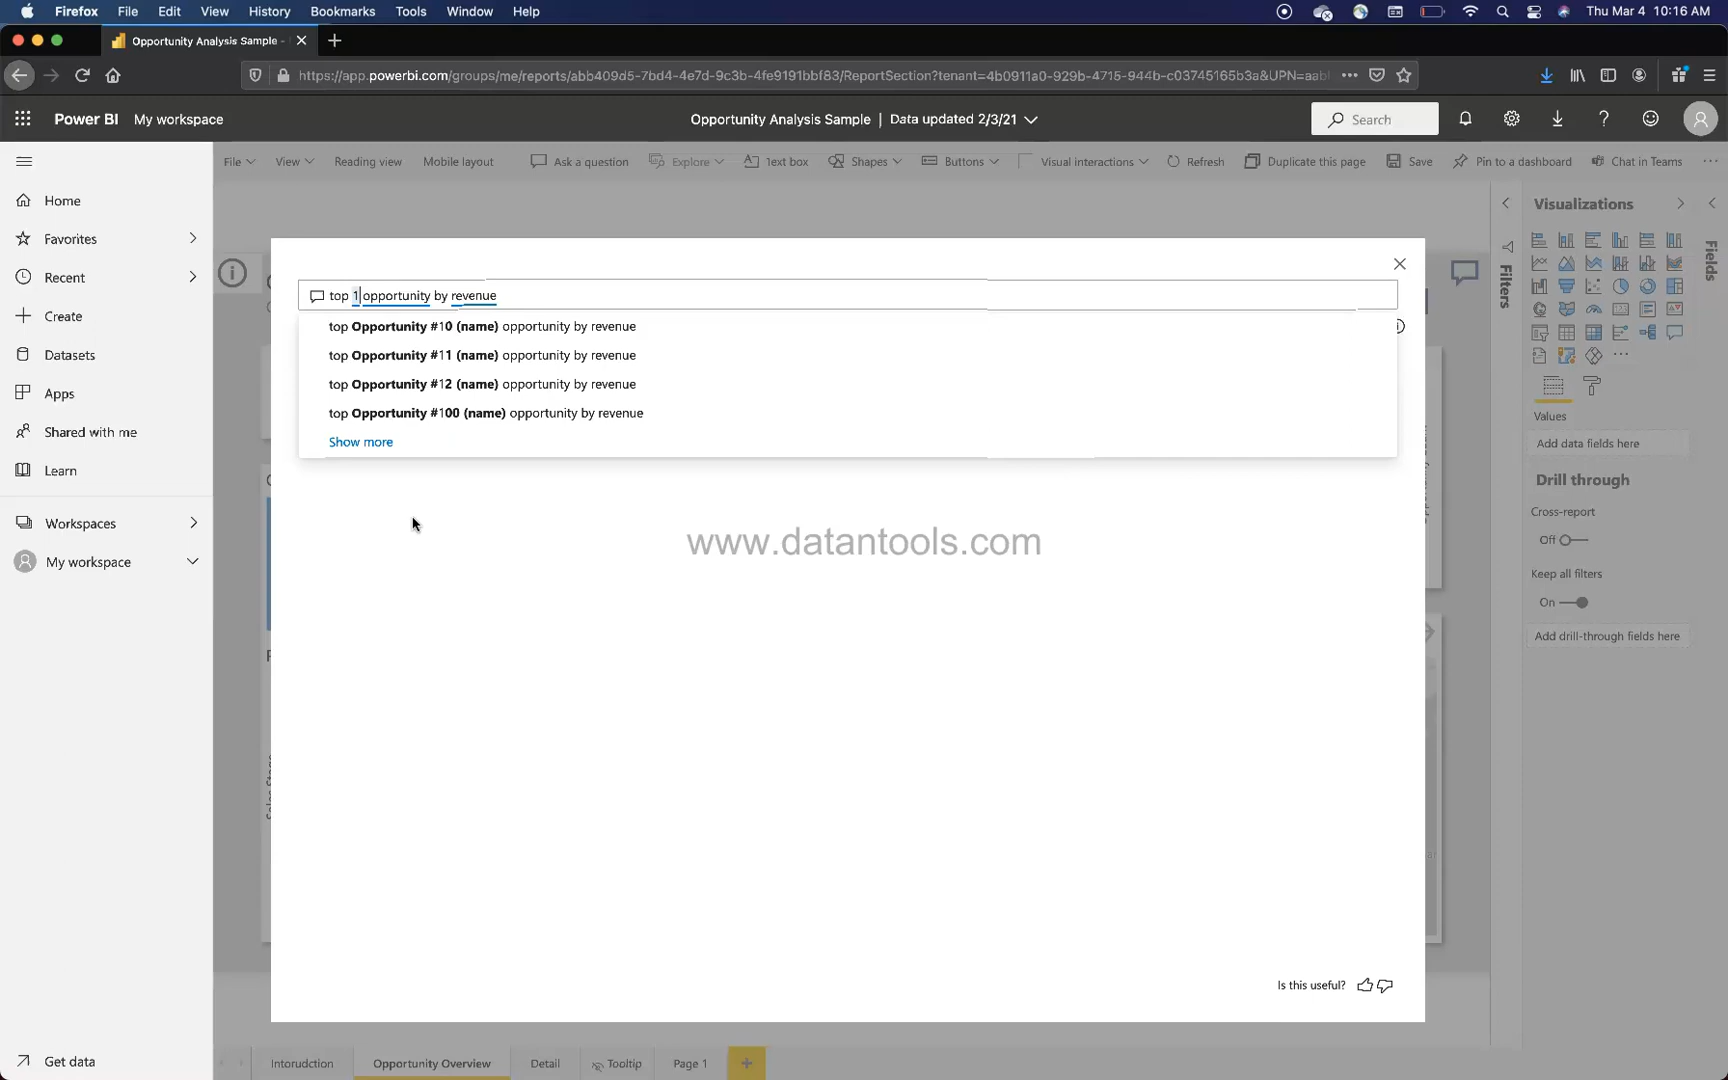 Firefox File Edit View History Bookmarks Tools Window Help Thu Mar 4 10:16 AM
Opportunity Analysis Sample -
https://app.powerbi.com/groups/me/reports/abb409d5-7bd4-4e7d-9c3b-4fe9191bbf83/ReportSection?tenant=4b0911a0-929b-4715-944b-c03745165b3a&UPN=aabl
Power BI My workspace Opportunity Analysis Sample | Data updated 2/3/21 Search
File View Reading view Mobile layout Ask a question Explore Text box Shapes Buttons Visual interactions Refresh Duplicate this page Save Pin to a dashboard Chat in Teams
Home
Favorites
Recent
Create
Datasets
Apps
Shared with me
Learn
Workspaces
My workspace
Get data
top 1 opportunity by revenue
top Opportunity #10 (name) opportunity by revenue
top Opportunity #11 (name) opportunity by revenue
top Opportunity #12 (name) opportunity by revenue
top Opportunity #100 (name) opportunity by revenue
Show more
www.datantools.com
Is this useful?
Sales Stage
Filters
Visualizations
Fields
Values
Add data fields here
Drill through
Cross-report
Off
Keep all filters
On
Add drill-through fields here
Intorudction Opportunity Overview Detail Tooltip Page 1